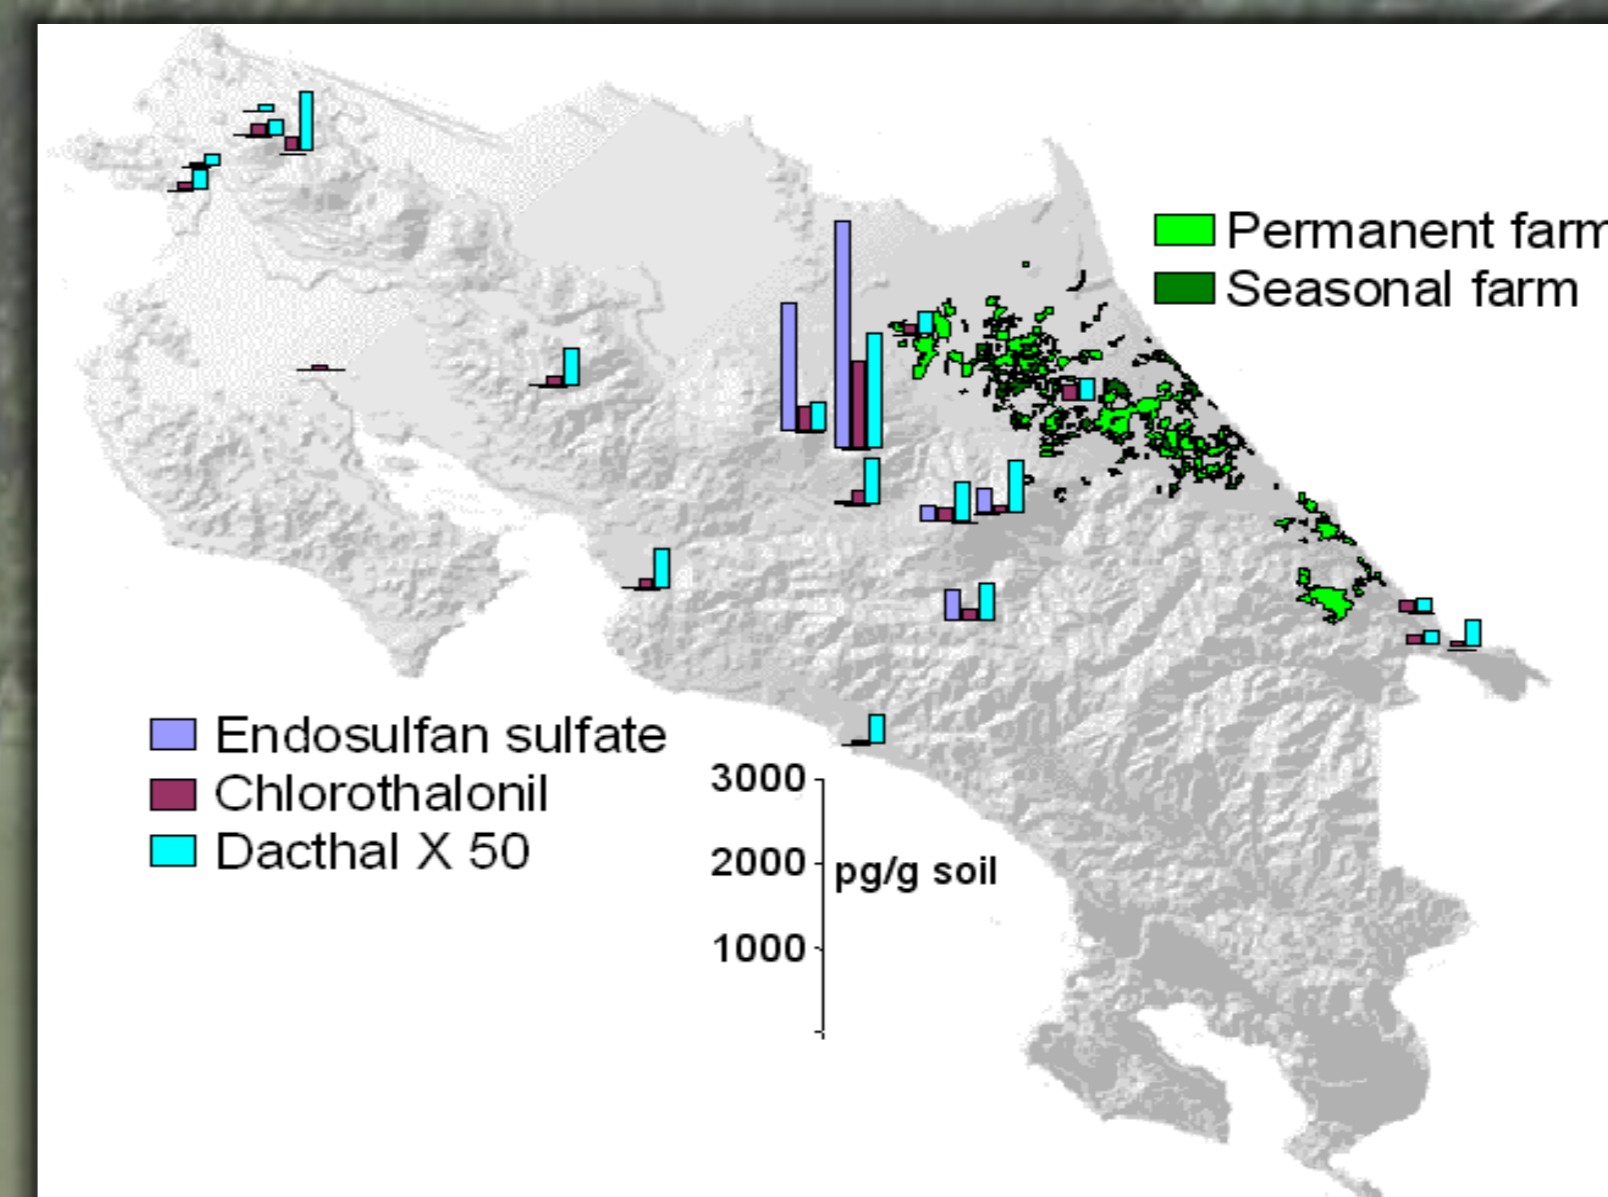 Permanent farm
Seasonal farm
Endosulfan sulfate
Chlorothalonil
Dacthal X 50
3000
2000
pg/g soil
1000